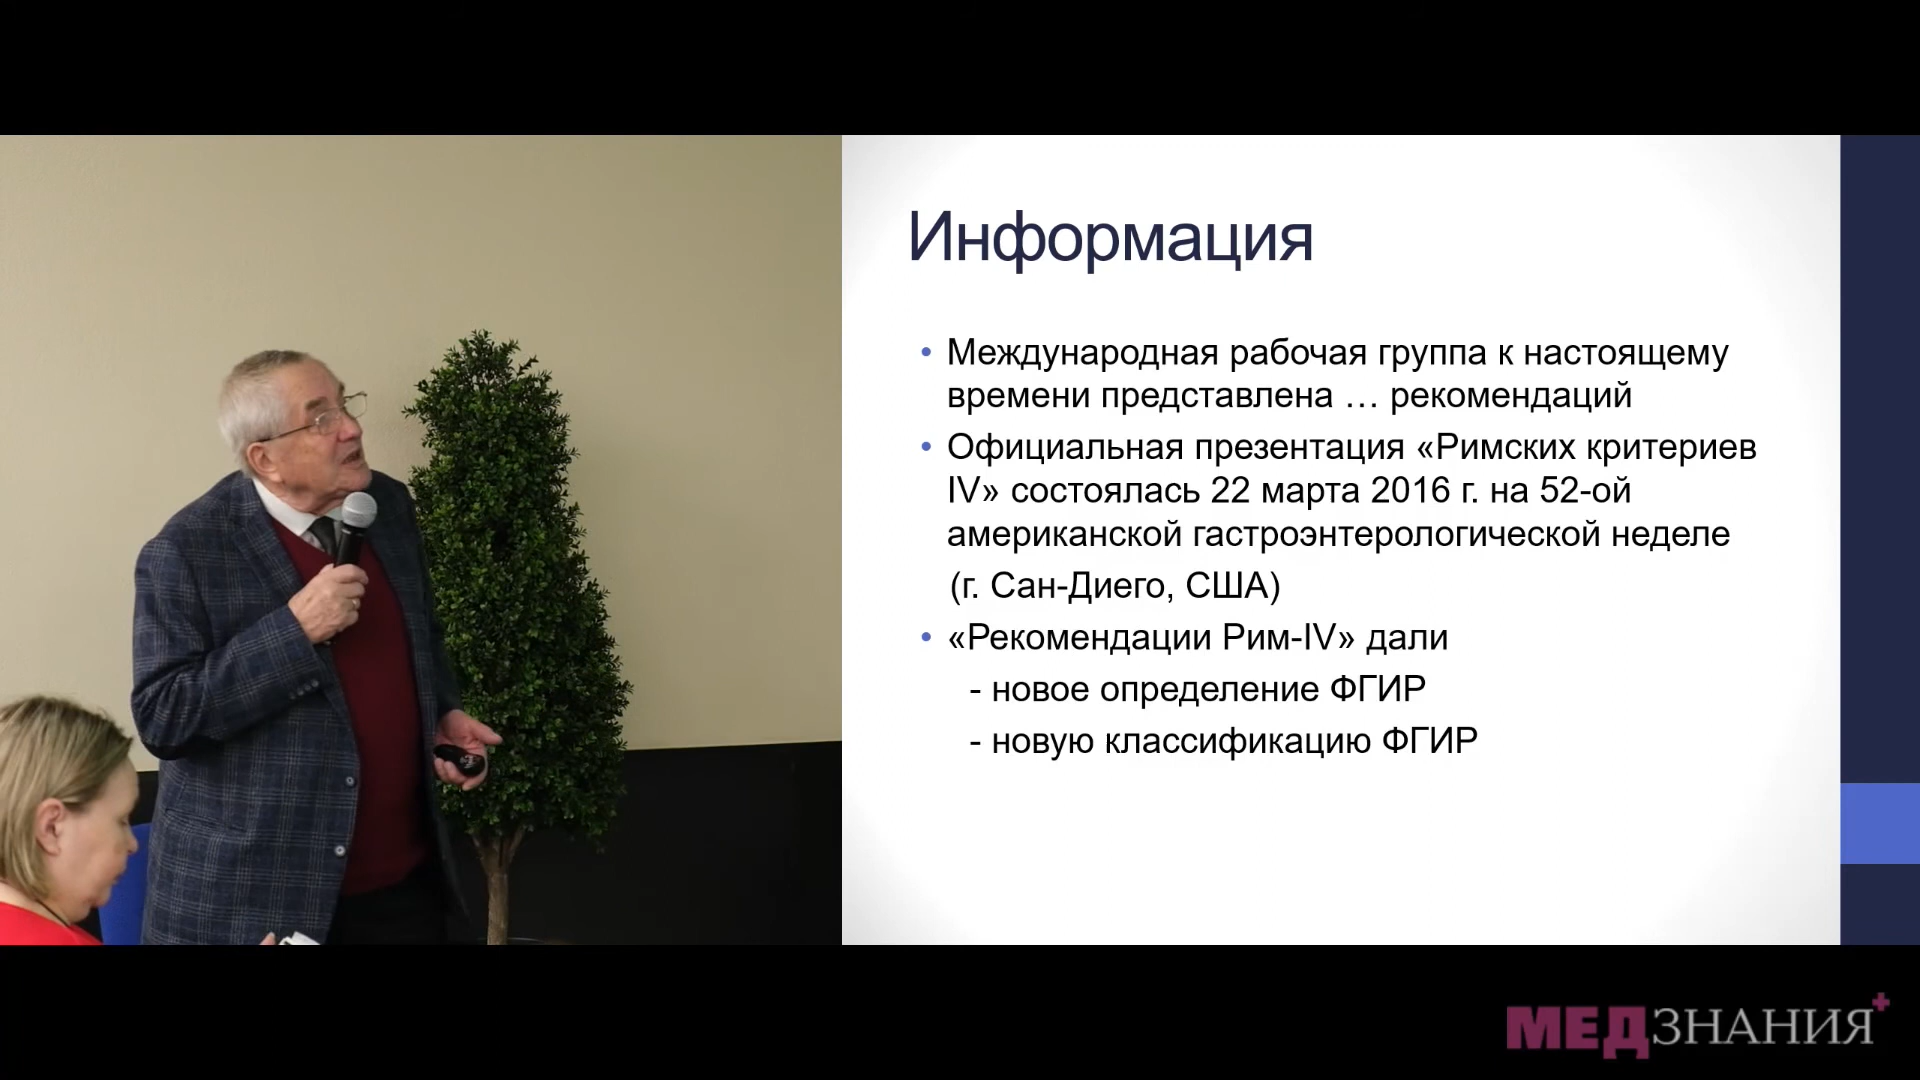 Информация
• Международная рабочая группа к настоящему
времени представлена … рекомендаций
• Официальная презентация «Римских критериев
IV» состоялась 22 марта 2016 г. на 52-ой
американской гастроэнтерологической неделе
(г. Сан-Диего, США)
• «Рекомендации Рим-IV» дали
- новое определение ФГИР
- новую классификацию ФГИР
МЕДЗНАНИЯ+